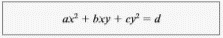 ax² + bxy + cy² = d